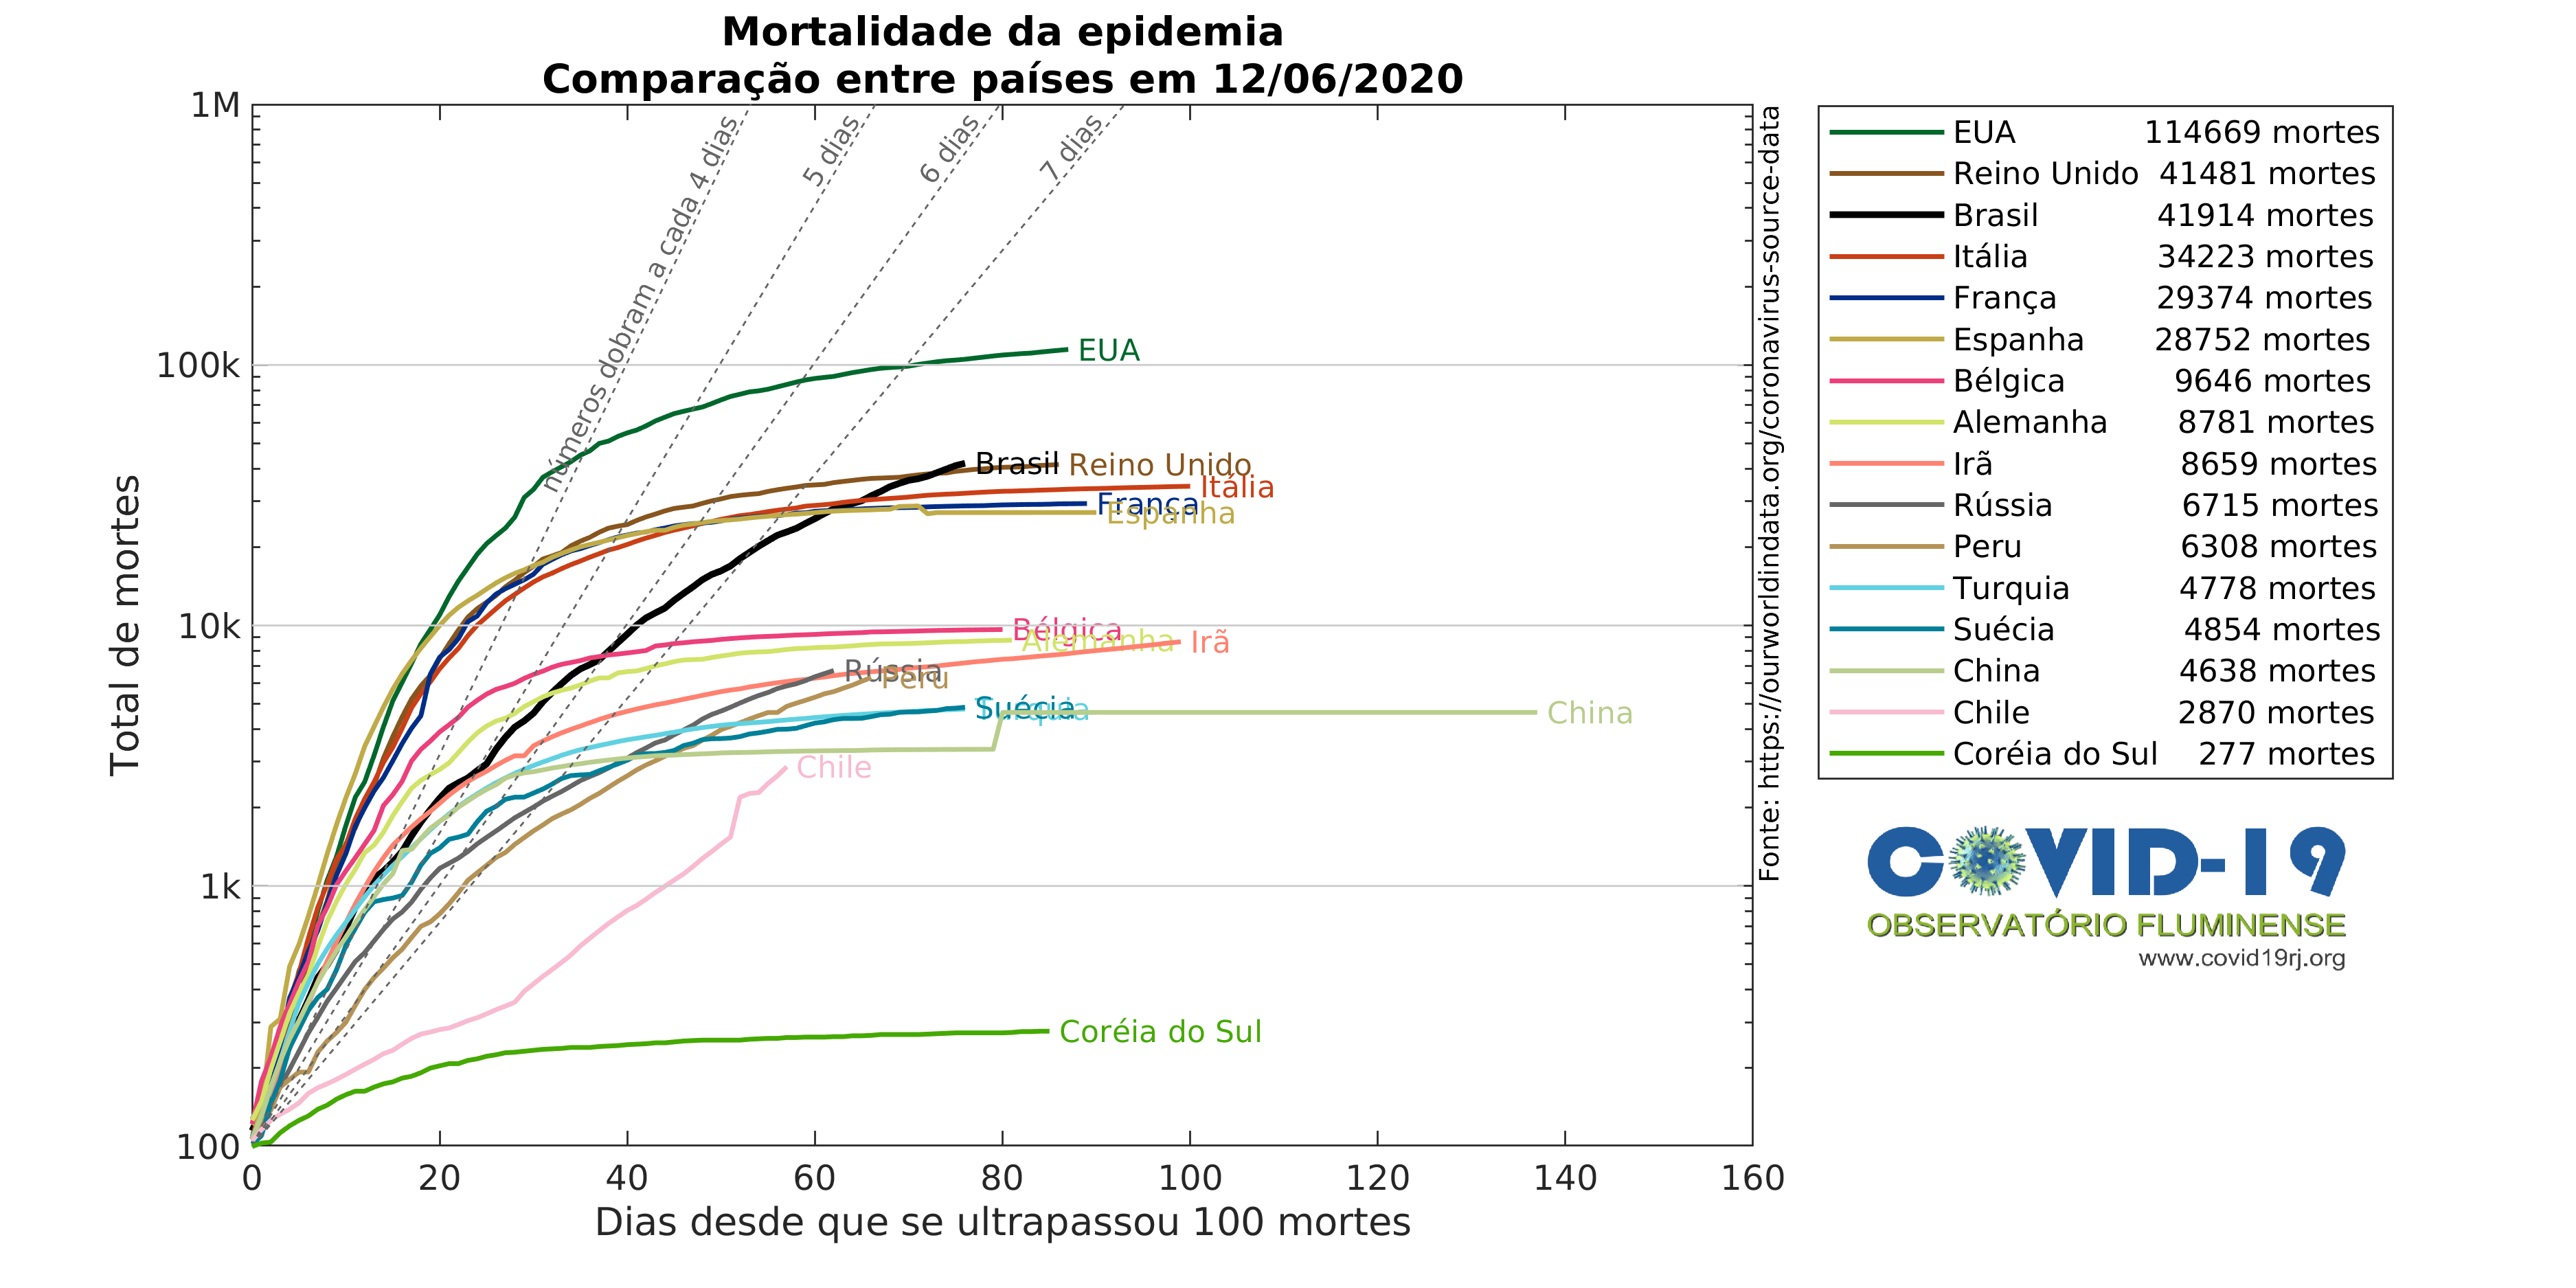 Mortalidade da epidemia
Comparação entre países em 12/06/2020
Total de mortes
1M
100k
10k
1k
100
0 20 40 60 80 100 120 140 160
Dias desde que se ultrapassou 100 mortes
números dobram a cada 4 dias
5 dias
6 dias
7 dias
EUA
Brasil
Reino Unido
Itália
França
Espanha
Bélgica
Alemanha
Irã
Rússia
Peru
Suécia
Turquia
China
Chile
Coréia do Sul
Fonte: https://ourworldindata.org/coronavirus-source-data
EUA 114669 mortes
Reino Unido 41481 mortes
Brasil 41914 mortes
Itália 34223 mortes
França 29374 mortes
Espanha 28752 mortes
Bélgica 9646 mortes
Alemanha 8781 mortes
Irã 8659 mortes
Rússia 6715 mortes
Peru 6308 mortes
Turquia 4778 mortes
Suécia 4854 mortes
China 4638 mortes
Chile 2870 mortes
Coréia do Sul 277 mortes
COVID-19
OBSERVATÓRIO FLUMINENSE
www.covid19rj.org